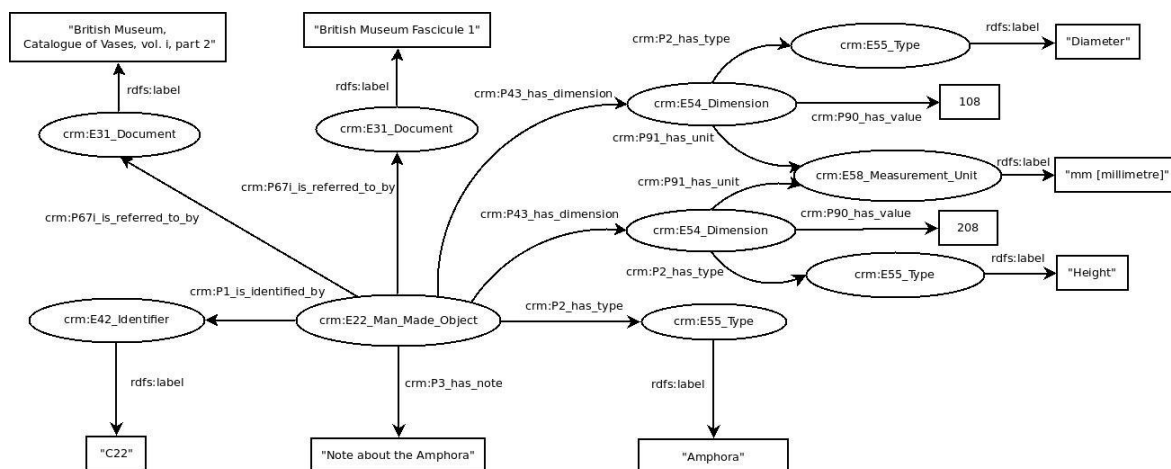 "British Museum,
Catalogue of Vases, vol. i, part 2"
"British Museum Fascicule 1"
crm:P2_has_type
crm:E55_Type
rdfs:label
"Diameter"
rdfs:label
rdfs:label
crm:P43_has_dimension
crm:E54_Dimension
108
crm:P90_has_value
crm:E31_Document
crm:E31_Document
crm:P91_has_unit
rdfs:label
crm:E58_Measurement_Unit
"mm [millimetre]"
crm:P67i_is_referred_to_by
crm:P91_has_unit
crm:P67i_is_referred_to_by
crm:P43_has_dimension
crm:P90_has_value
crm:E54_Dimension
208
crm:P2_has_type
rdfs:label
crm:E55_Type
"Height"
crm:P1_is_identified_by
crm:P2_has_type
crm:E42_Identifier
crm:E22_Man_Made_Object
crm:E55_Type
rdfs:label
crm:P3_has_note
rdfs:label
"C22"
"Note about the Amphora"
"Amphora"